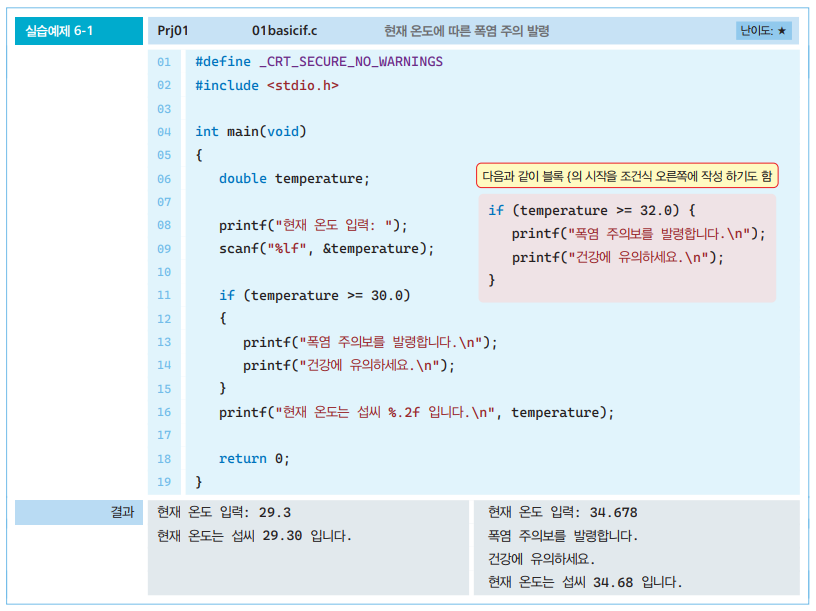 실습예제 6-1 Prj01 01basicif.c 현재 온도에 따른 폭염 주의 발령 난이도: ★
01 #define _CRT_SECURE_NO_WARNINGS
02 #include <stdio.h>
03
04 int main(void)
05 {
06 double temperature;
07
08 printf("현재 온도 입력: ");
09 scanf("%lf", &temperature);
10
11 if (temperature >= 30.0)
12 {
13 printf("폭염 주의보를 발령합니다.\n");
14 printf("건강에 유의하세요.\n");
15 }
16 printf("현재 온도는 섭씨 %.2f 입니다.\n", temperature);
17
18 return 0;
19 }
다음과 같이 블록 {의 시작을 조건식 오른쪽에 작성 하기도 함
if (temperature >= 32.0) {
printf("폭염 주의보를 발령합니다.\n");
printf("건강에 유의하세요.\n");
}
결과
현재 온도 입력: 29.3
현재 온도는 섭씨 29.30 입니다.
현재 온도 입력: 34.678
폭염 주의보를 발령합니다.
건강에 유의하세요.
현재 온도는 섭씨 34.68 입니다.